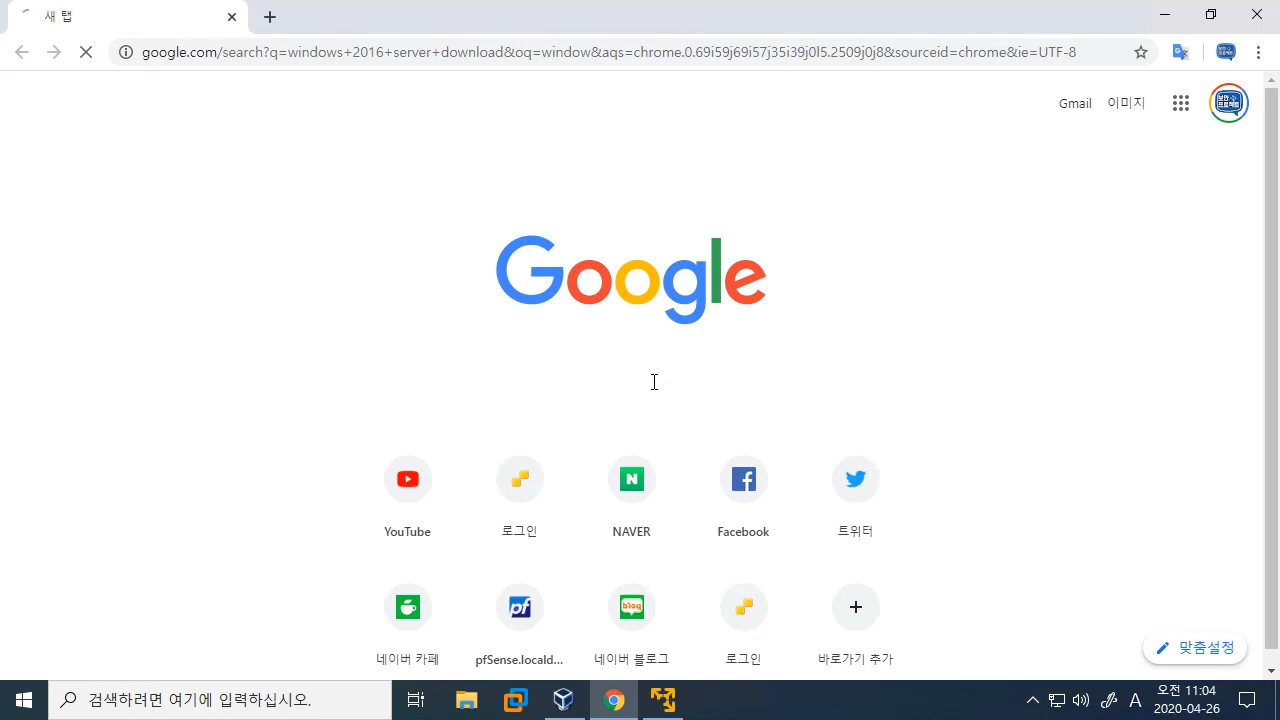 새 탭
google.com/search?q=windows+2016+server+download&oq=window&aqs=chrome.0.69i59j69i57j35i39j0l5.2509j0j8&sourceid=chrome&ie=UTF-8
Gmail 이미지
Google
YouTube 로그인 NAVER Facebook 트위터
네이버 카페 pfSense.locald... 네이버 블로그 로그인 바로가기 추가
맞춤설정
검색하려면 여기에 입력하십시오.
A 오전 11:04
2020-04-26